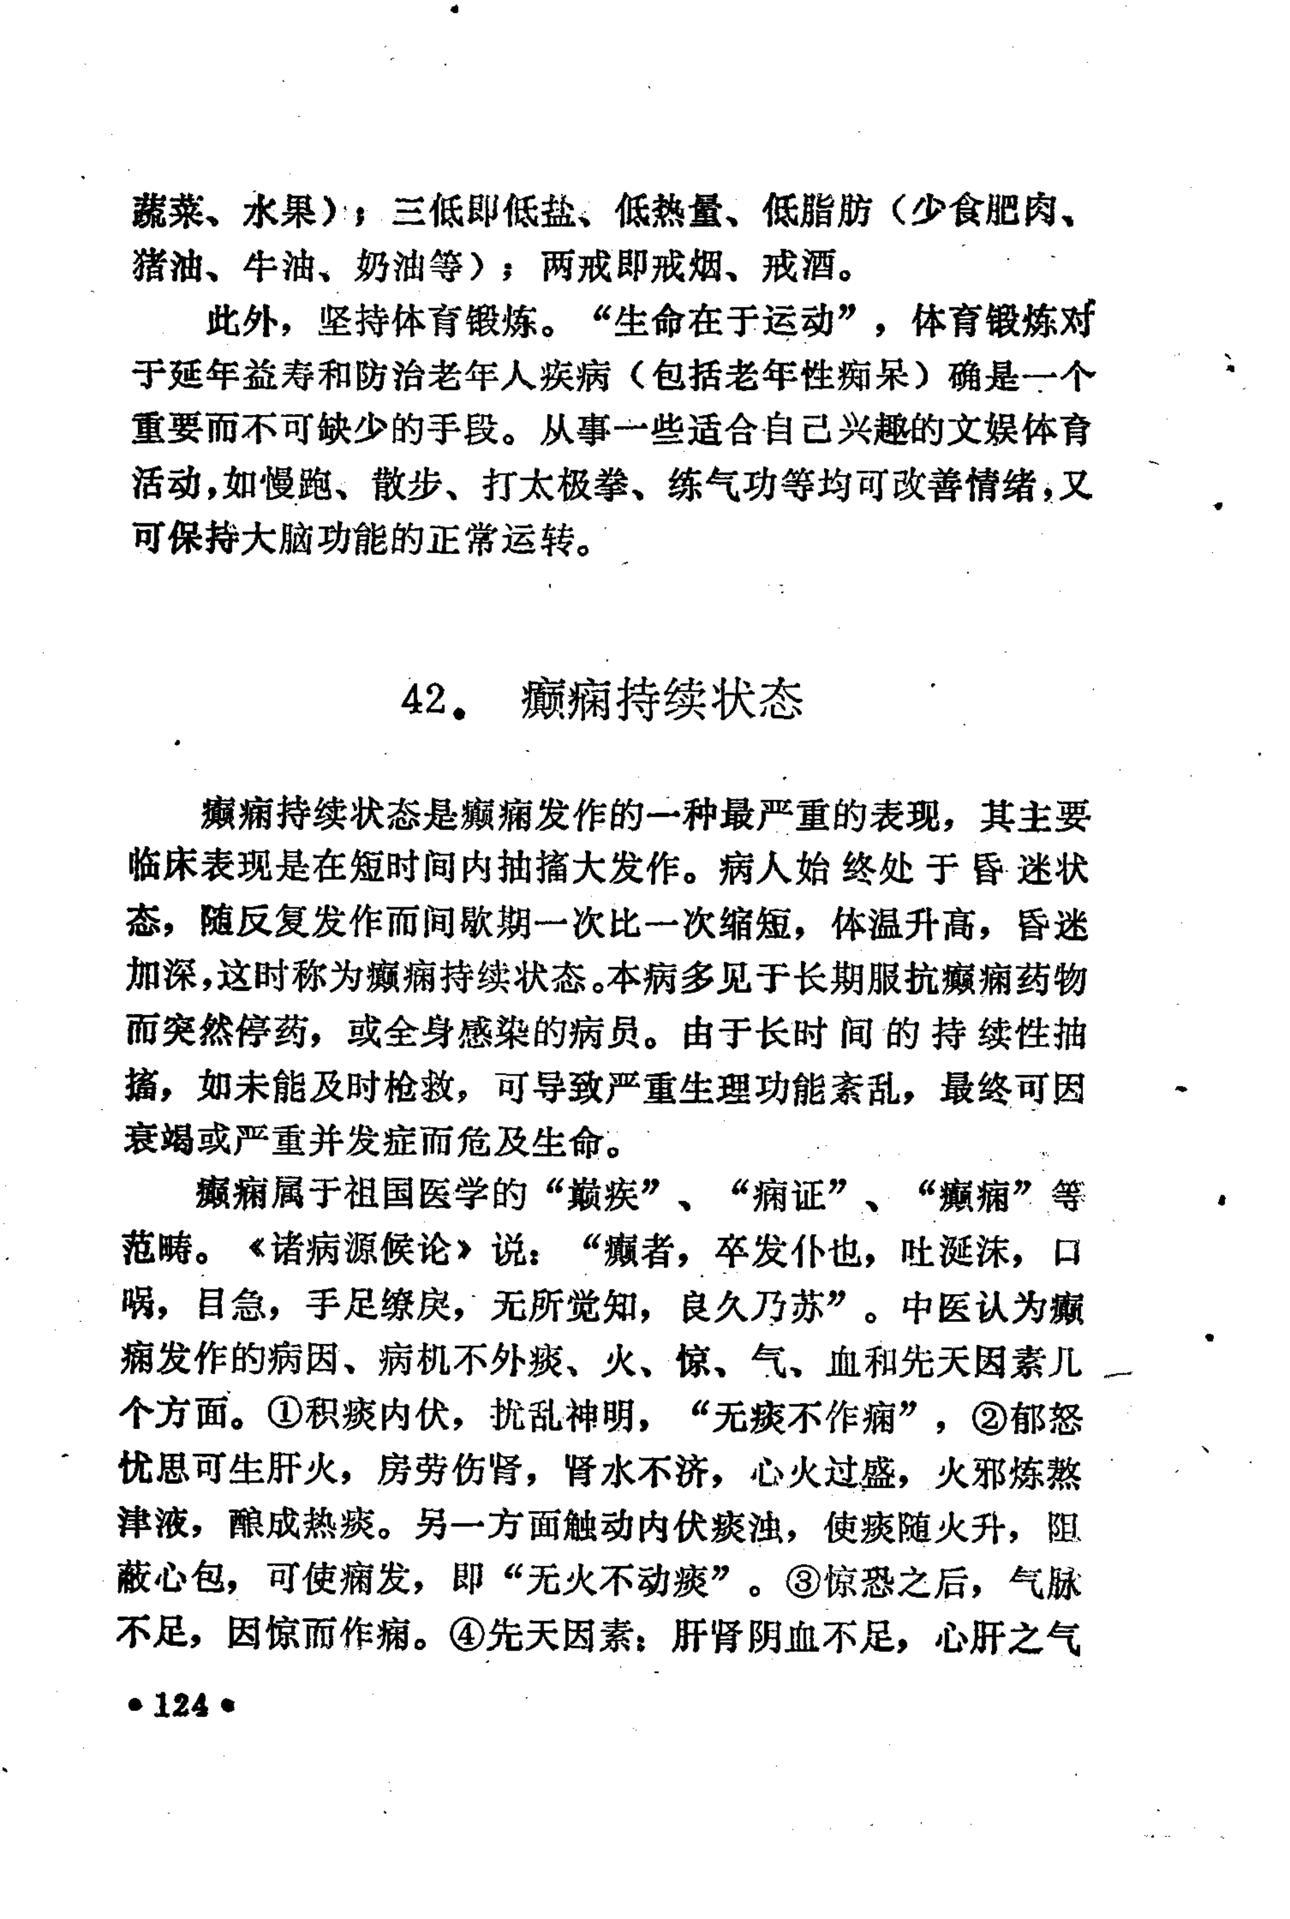 蔬菜、水果)；三低即低盐、低热量、低脂肪（少食肥肉、
猪油、牛油、奶油等）；两戒即戒烟、戒酒。
此外，坚持体育锻炼。“生命在于运动”，体育锻炼对
于延年益寿和防治老年人疾病（包括老年性痴呆）确是一个
重要而不可缺少的手段。从事一些适合自己兴趣的文娱体育
活动，如慢跑、散步、打太极拳、练气功等均可改善情绪，又
可保持大脑功能的正常运转。
42. 癫痫持续状态
癫痫持续状态是癫痫发作的一种最严重的表现，其主要
临床表现是在短时间内抽搐大发作。病人始终处于昏迷状
态，随反复发作而间歇期一次比一次缩短，体温升高，昏迷
加深，这时称为癫痫持续状态。本病多见于长期服抗癫痫药物
而突然停药，或全身感染的病员。由于长时间的持续性抽
搐，如未能及时枪救，可导致严重生理功能紊乱，最终可因
衰竭或严重并发症而危及生命。
癫痫属于祖国医学的“巅疾”、“痫证”、“癫痫”等
范畴。《诸病源候论》说：“癫者，卒发仆也，吐涎沫，口
㖞，目急，手足缭戾，无所觉知，良久乃苏”。中医认为癫
痫发作的病因、病机不外痰、火、惊、气、血和先天因素几
个方面。①积痰内伏，扰乱神明，“无痰不作痫”，②郁怒
忧思可生肝火，房劳伤肾，肾水不济，心火过盛，火邪炼熬
津液，酿成热痰。另一方面触动内伏痰浊，使痰随火升，阻
蔽心包，可使痫发，即“无火不动痰”。③惊恐之后，气脉
不足，因惊而作痫。④先天因素：肝肾阴血不足，心肝之气
•124•